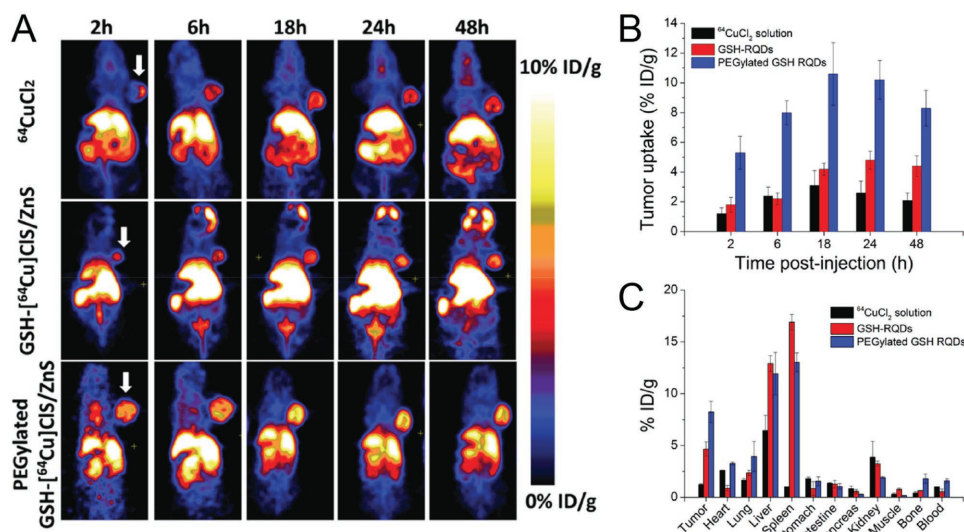 A
2h 6h 18h 24h 48h
⁶⁴CuCl₂
GSH-[⁶⁴Cu]CIS/ZnS
PEGylated
GSH-[⁶⁴Cu]CIS/ZnS
10% ID/g
0% ID/g
B
⁶⁴CuCl₂ solution
GSH-RQDs
PEGylated GSH RQDs
Tumor uptake (% ID/g)
14
12
10
8
6
4
2
0
2 6 18 24 48
Time post-injection (h)
C
⁶⁴CuCl₂ solution
GSH-RQDs
PEGylated GSH RQDs
% ID/g
20
15
10
5
0
Tumor
Heart
Lung
Liver
Spleen
Kidney
Muscle
Bone
Blood